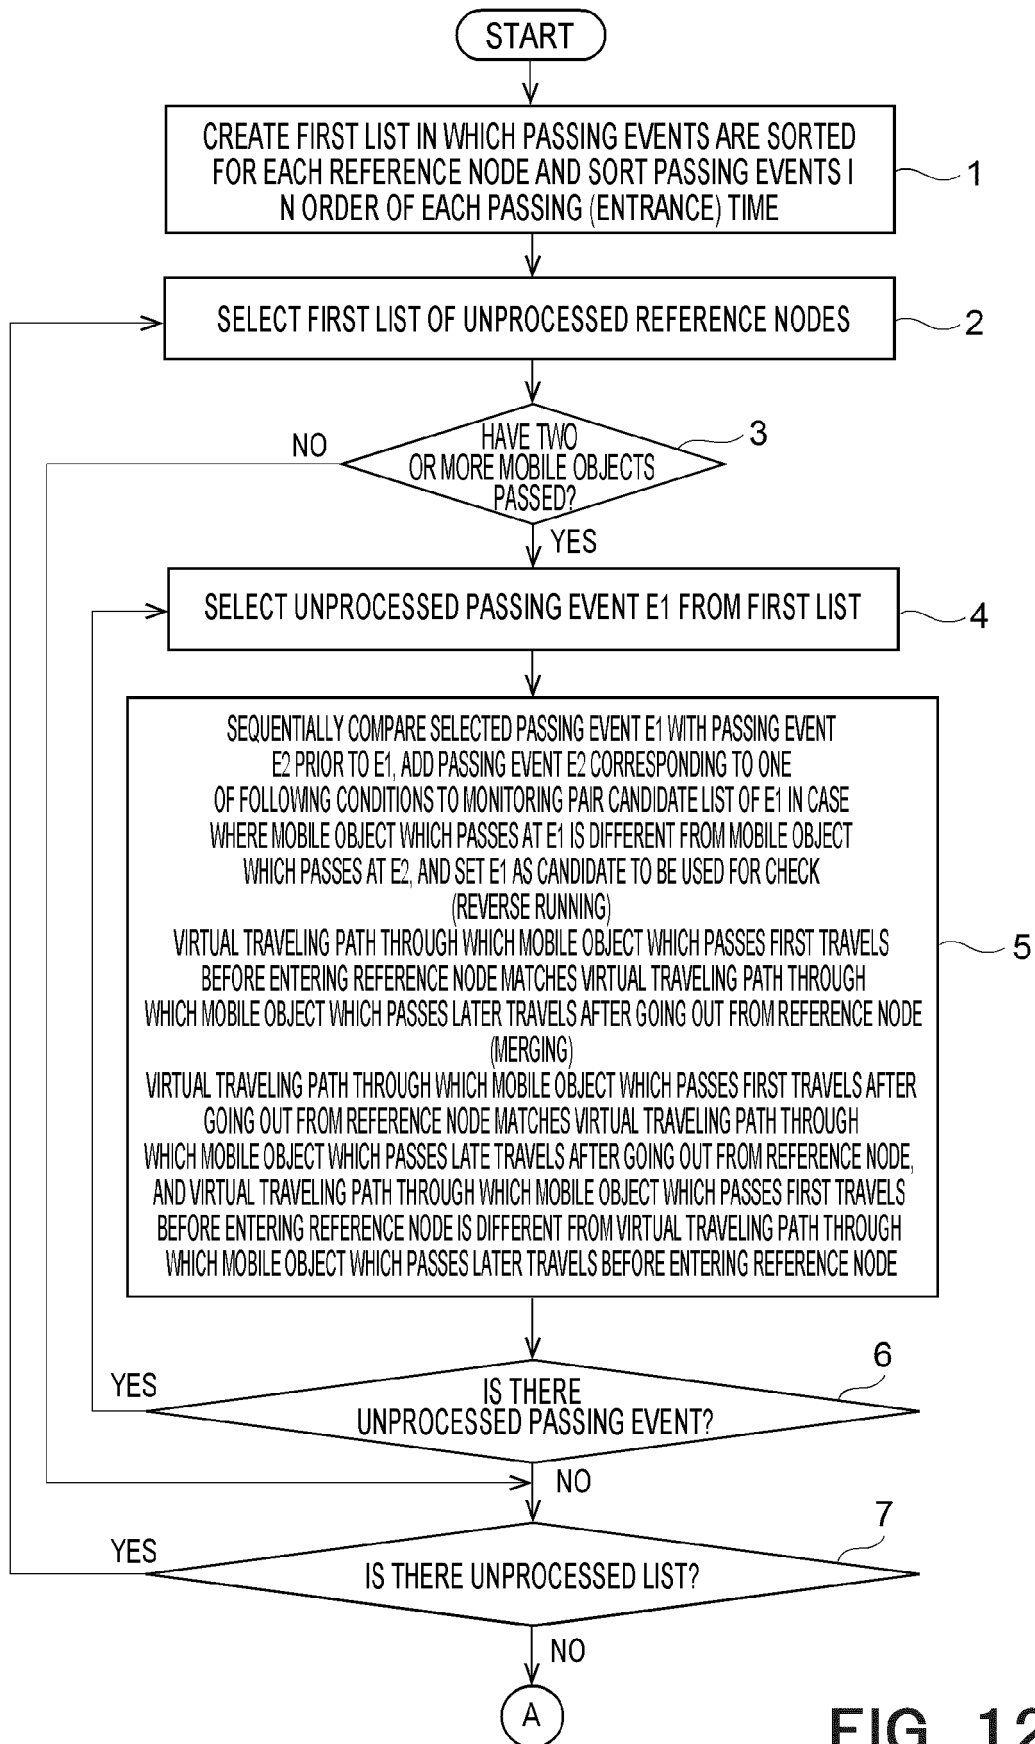 START
CREATE FIRST LIST IN WHICH PASSING EVENTS ARE SORTED
FOR EACH REFERENCE NODE AND SORT PASSING EVENTS I
N ORDER OF EACH PASSING (ENTRANCE) TIME
1
SELECT FIRST LIST OF UNPROCESSED REFERENCE NODES
2
HAVE TWO
OR MORE MOBILE OBJECTS
PASSED?
3
NO
YES
SELECT UNPROCESSED PASSING EVENT E1 FROM FIRST LIST
4
SEQUENTIALLY COMPARE SELECTED PASSING EVENT E1 WITH PASSING EVENT
E2 PRIOR TO E1, ADD PASSING EVENT E2 CORRESPONDING TO ONE
OF FOLLOWING CONDITIONS TO MONITORING PAIR CANDIDATE LIST OF E1 IN CASE
WHERE MOBILE OBJECT WHICH PASSES AT E1 IS DIFFERENT FROM MOBILE OBJECT
WHICH PASSES AT E2, AND SET E1 AS CANDIDATE TO BE USED FOR CHECK
(REVERSE RUNNING)
VIRTUAL TRAVELING PATH THROUGH WHICH MOBILE OBJECT WHICH PASSES FIRST TRAVELS
BEFORE ENTERING REFERENCE NODE MATCHES VIRTUAL TRAVELING PATH THROUGH
WHICH MOBILE OBJECT WHICH PASSES LATER TRAVELS AFTER GOING OUT FROM REFERENCE NODE
(MERGING)
VIRTUAL TRAVELING PATH THROUGH WHICH MOBILE OBJECT WHICH PASSES FIRST TRAVELS AFTER
GOING OUT FROM REFERENCE NODE MATCHES VIRTUAL TRAVELING PATH THROUGH
WHICH MOBILE OBJECT WHICH PASSES LATE TRAVELS AFTER GOING OUT FROM REFERENCE NODE,
AND VIRTUAL TRAVELING PATH THROUGH WHICH MOBILE OBJECT WHICH PASSES FIRST TRAVELS
BEFORE ENTERING REFERENCE NODE IS DIFFERENT FROM VIRTUAL TRAVELING PATH THROUGH
WHICH MOBILE OBJECT WHICH PASSES LATER TRAVELS BEFORE ENTERING REFERENCE NODE
5
IS THERE
UNPROCESSED PASSING EVENT?
6
YES
NO
IS THERE UNPROCESSED LIST?
7
YES
NO
A
FIG. 12